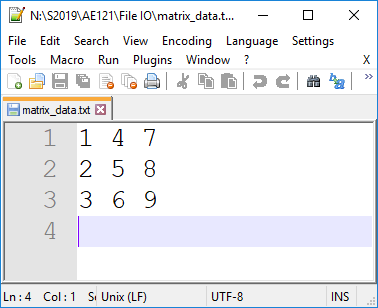 N:\S2019\AE121\File IO\matrix_data.t...
File Edit Search View Encoding Language Settings
Tools Macro Run Plugins Window ? X
»
matrix_data.txt
1 1 4 7
2 2 5 8
3 3 6 9
4
Ln : 4 Col : 1 Unix (LF) UTF-8 INS